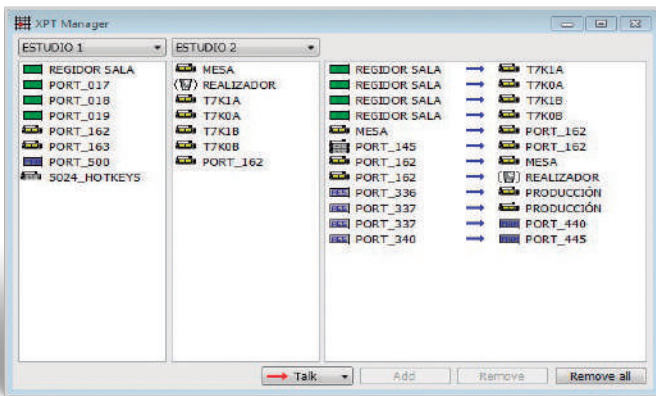 XPT Manager
ESTUDIO 1 ESTUDIO 2
REGIDOR SALA
PORT_017
PORT_018
PORT_019
PORT_162
PORT_163
PORT_500
5024_HOTKEYS
MESA
REALIZADOR
T7K1A
T7K0A
T7K1B
T7K0B
PORT_162
REGIDOR SALA → T7K1A
REGIDOR SALA → T7K0A
REGIDOR SALA → T7K1B
REGIDOR SALA → T7K0B
MESA → PORT_162
PORT_145 → PORT_162
PORT_162 → MESA
PORT_162 → REALIZADOR
PORT_336 → PRODUCCIÓN
PORT_337 → PRODUCCIÓN
PORT_337 → PORT_440
PORT_340 → PORT_445
Talk Add Remove Remove all